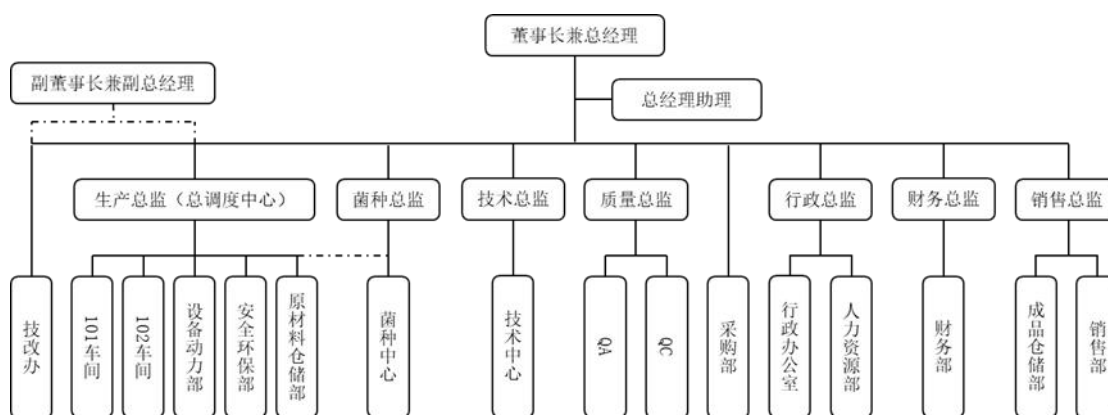 董事长兼总经理
副董事长兼副总经理
总经理助理
生产总监（总调度中心）
菌种总监
技术总监
质量总监
行政总监
财务总监
销售总监
技改办
101车间
102车间
设备动力部
安全环保部
原材料仓储部
菌种中心
技术中心
QA
QC
采购部
行政办公室
人力资源部
财务部
成品仓储部
销售部